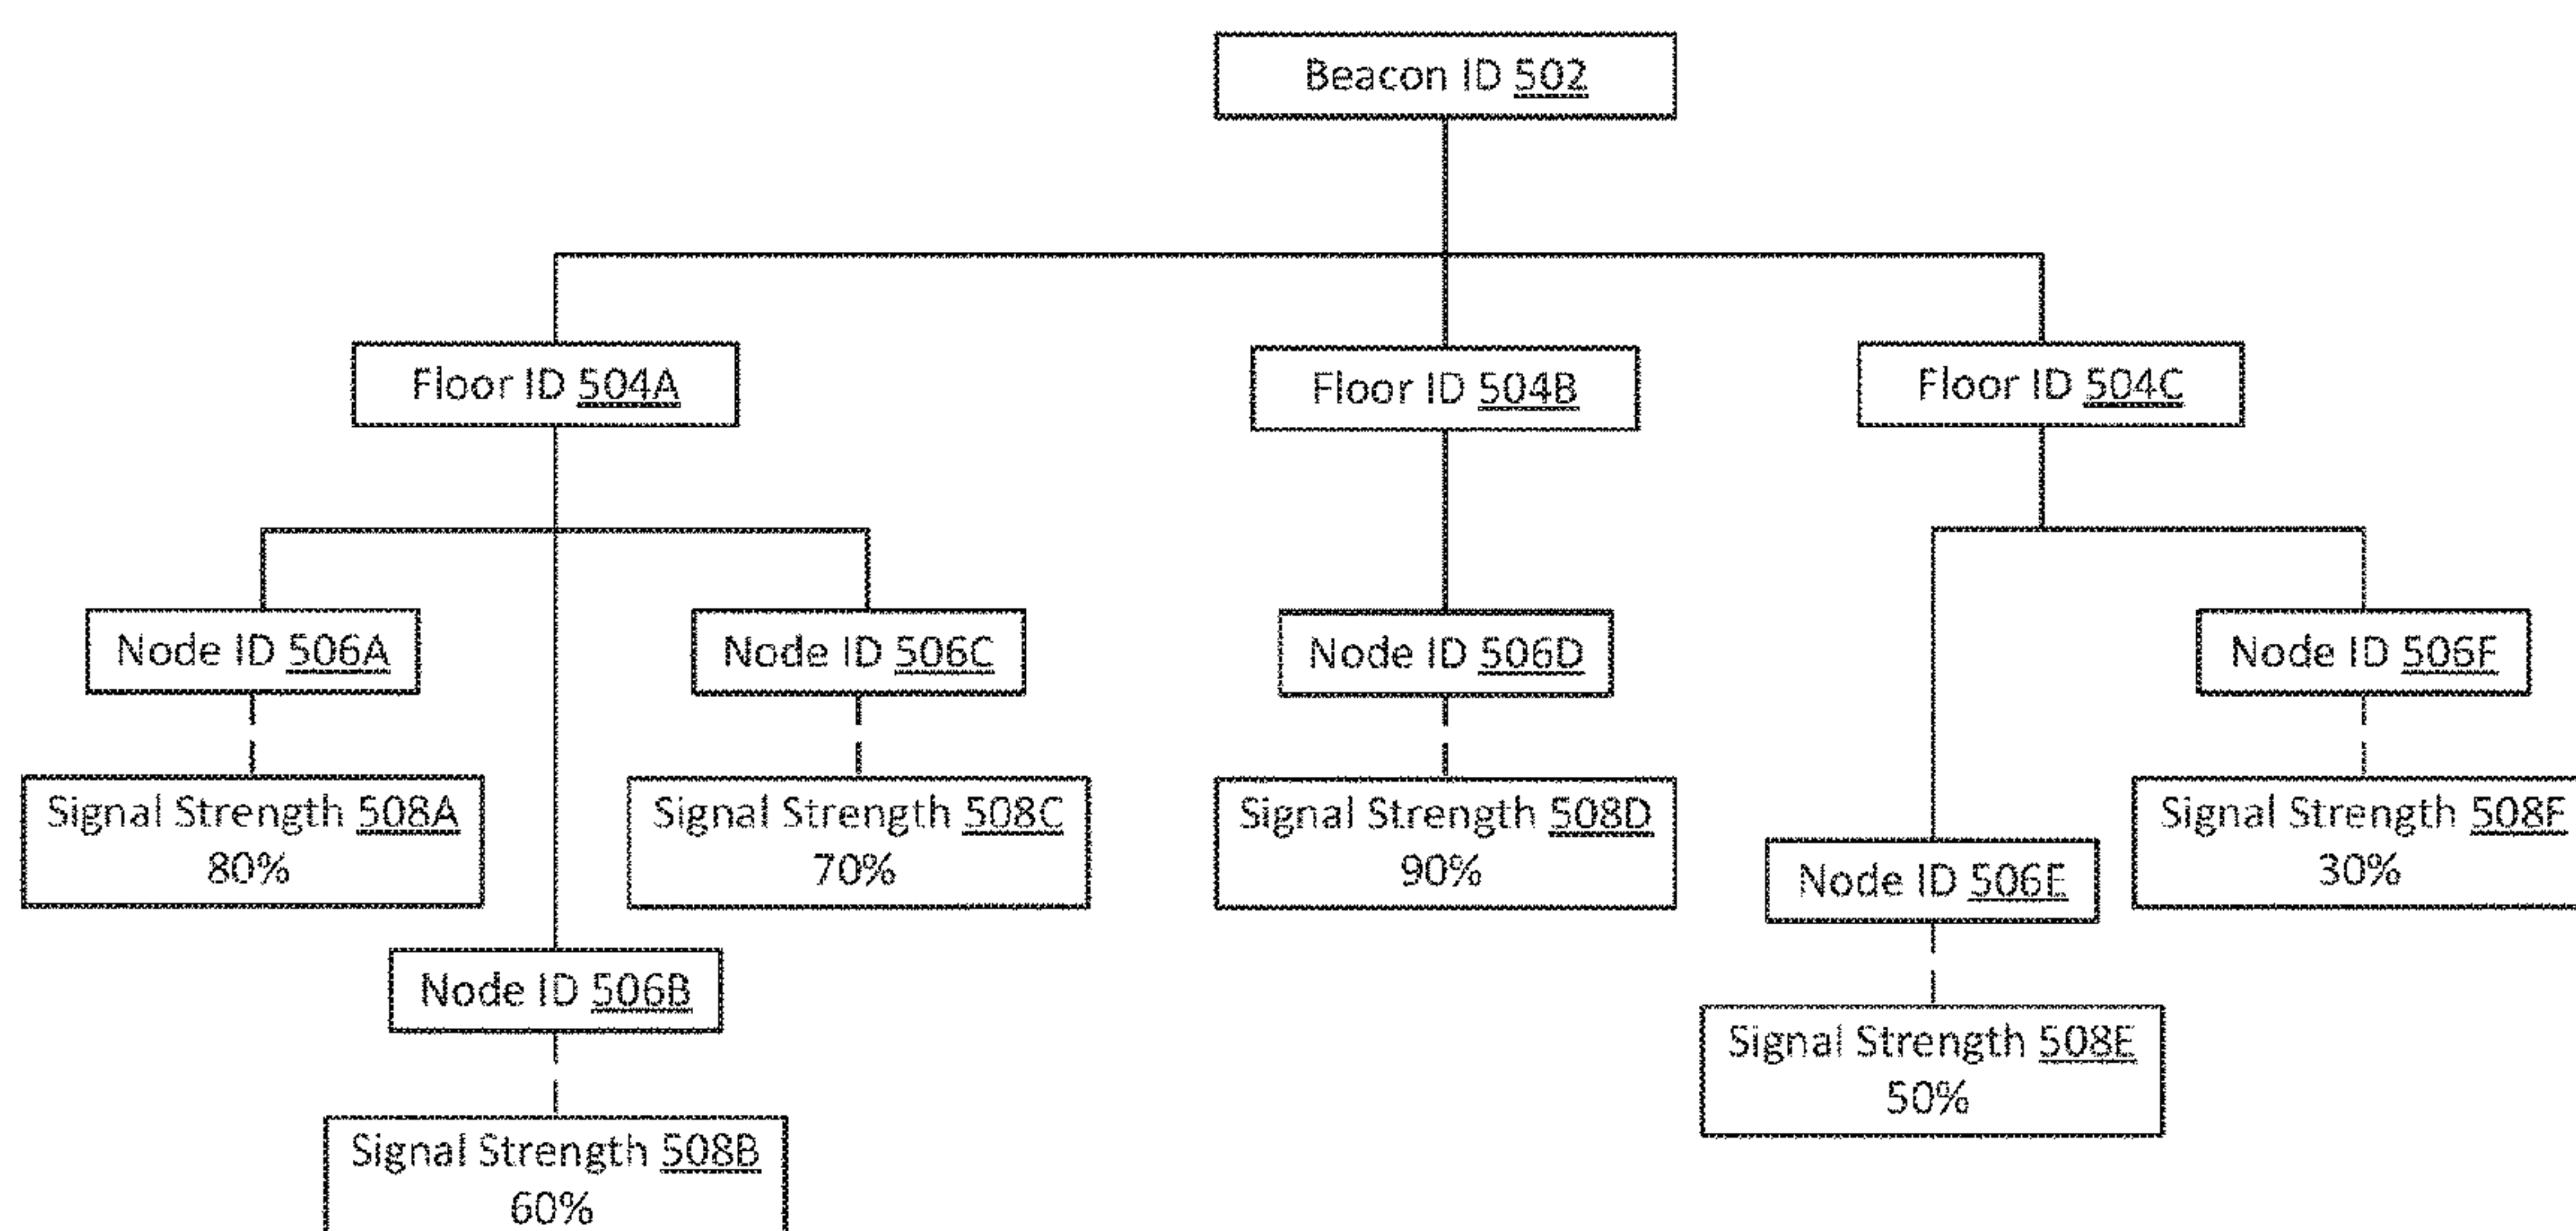 Beacon ID 502
Floor ID 504A
Floor ID 504B
Floor ID 504C
Node ID 506A
Node ID 506C
Node ID 506D
Node ID 506F
Signal Strength 508A
80%
Signal Strength 508C
70%
Signal Strength 508D
90%
Signal Strength 508F
30%
Node ID 506E
Node ID 506B
Signal Strength 508E
50%
Signal Strength 508B
60%